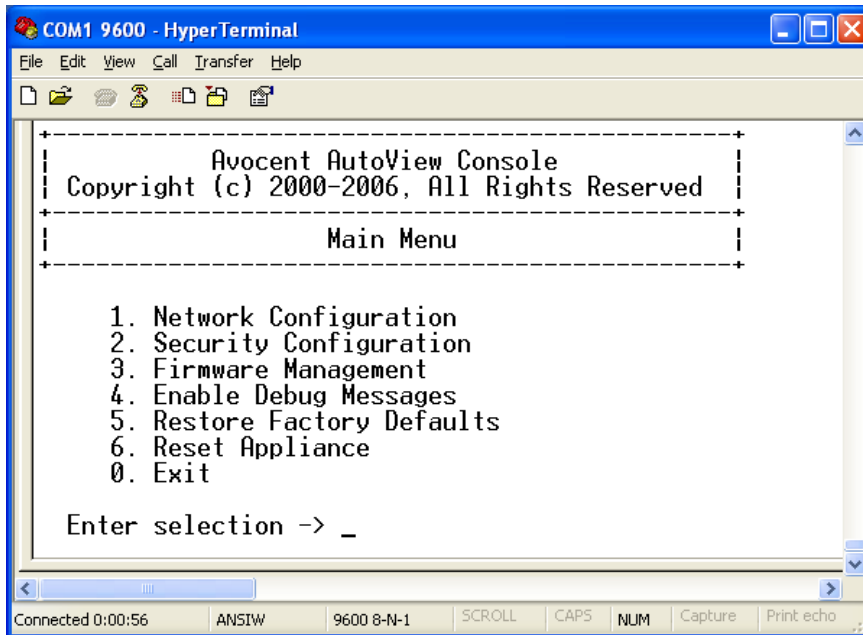 COM1 9600 - HyperTerminal
File Edit View Call Transfer Help
+------------------------------------------------+
| Avocent AutoView Console |
| Copyright (c) 2000-2006, All Rights Reserved |
+------------------------------------------------+
| Main Menu |
+------------------------------------------------+
1. Network Configuration
2. Security Configuration
3. Firmware Management
4. Enable Debug Messages
5. Restore Factory Defaults
6. Reset Appliance
0. Exit
Enter selection -> _
Connected 0:00:56 ANSIW 9600 8-N-1 SCROLL CAPS NUM Capture Print echo